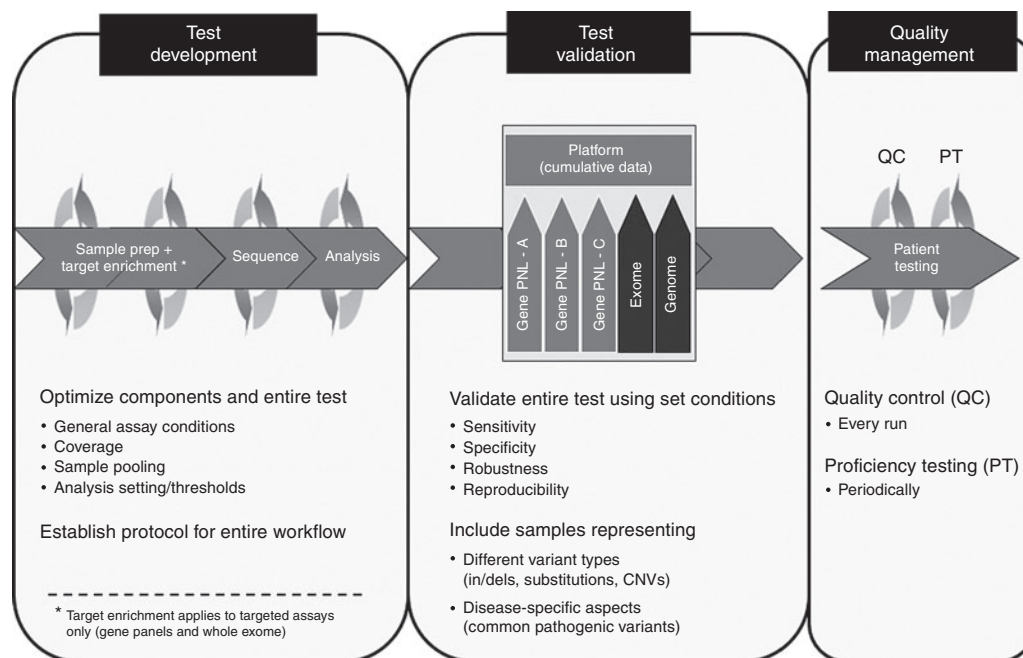 Test
development
Sample prep +
target enrichment *
Sequence
Analysis
Optimize components and entire test
• General assay conditions
• Coverage
• Sample pooling
• Analysis setting/thresholds
Establish protocol for entire workflow
* Target enrichment applies to targeted assays
only (gene panels and whole exome)
Test
validation
Platform
(cumulative data)
Gene PNL - A
Gene PNL - B
Gene PNL - C
Exome
Genome
Validate entire test using set conditions
• Sensitivity
• Specificity
• Robustness
• Reproducibility
Include samples representing
• Different variant types
(in/dels, substitutions, CNVs)
• Disease-specific aspects
(common pathogenic variants)
Quality
management
QC
PT
Patient
testing
Quality control (QC)
• Every run
Proficiency testing (PT)
• Periodically